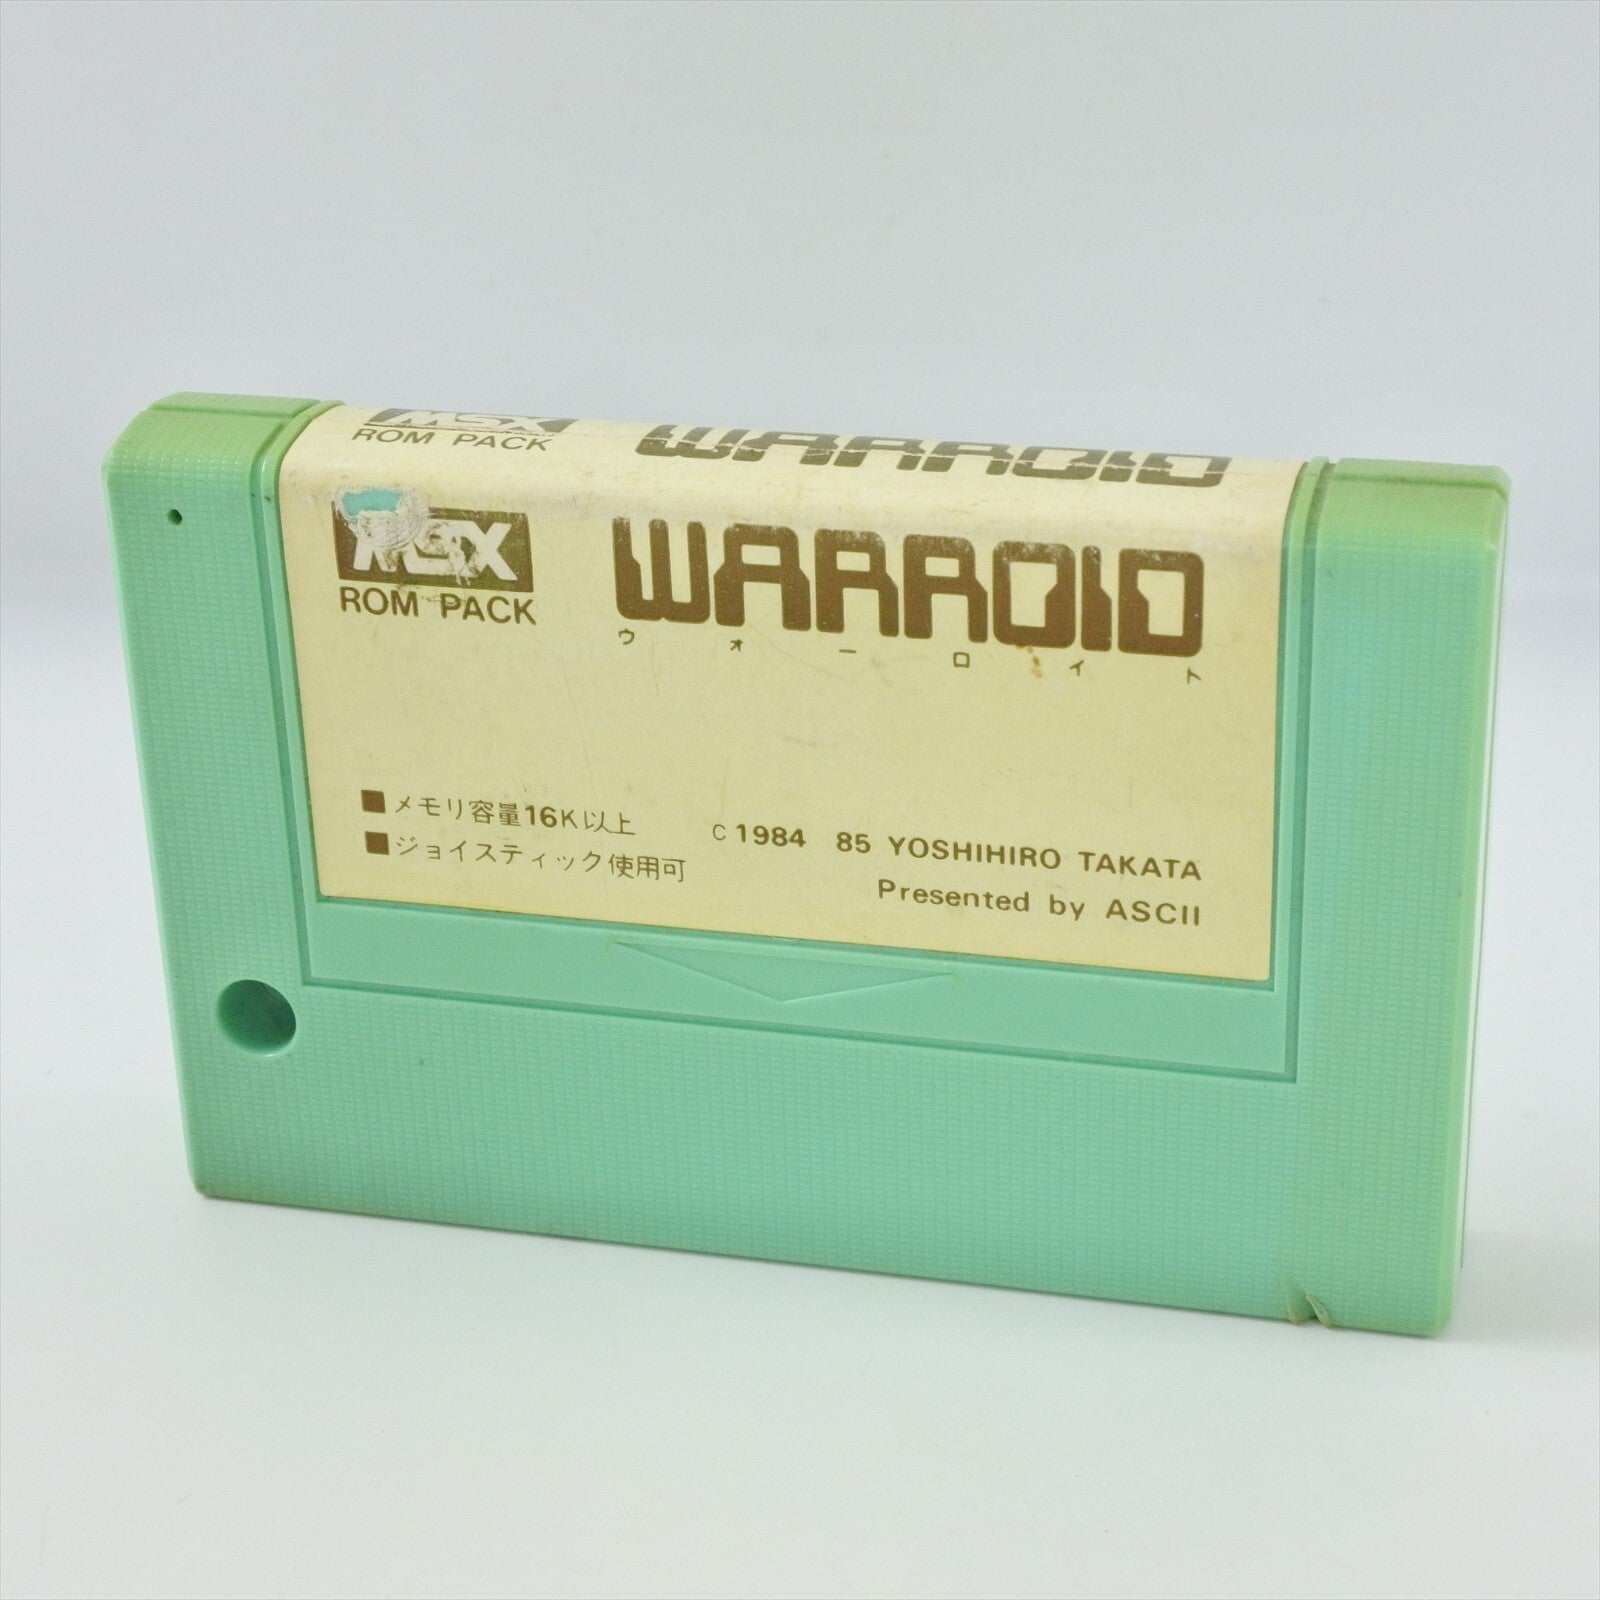 MSX
ROM PACK
WARROID
MSX
ROM PACK
WARROID
ウォーロイト
■メモリ容量16K以上
■ジョイスティック使用可
C 1984 85 YOSHIHIRO TAKATA
Presented by ASCII